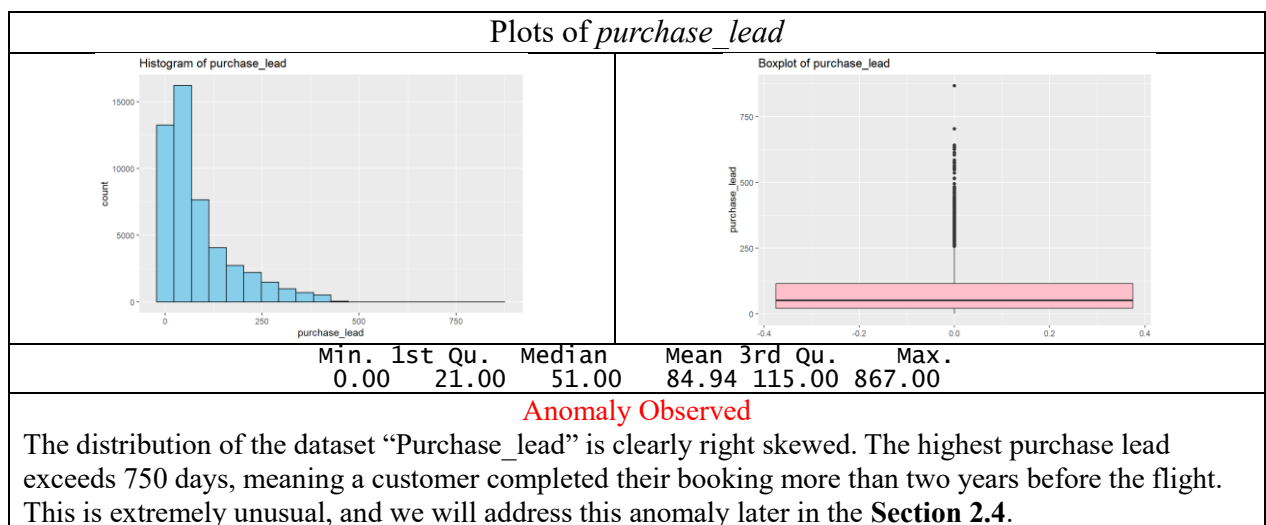 Plots of purchase_lead
Histogram of purchase_lead
15000
10000
5000
0
count
0 250 500 750
purchase_lead
Boxplot of purchase_lead
750
500
250
0
purchase_lead
-0.4 -0.2 0.0 0.2 0.4
Min. 1st Qu. Median Mean 3rd Qu. Max.
0.00 21.00 51.00 84.94 115.00 867.00
Anomaly Observed
The distribution of the dataset “Purchase_lead” is clearly right skewed. The highest purchase lead
exceeds 750 days, meaning a customer completed their booking more than two years before the flight.
This is extremely unusual, and we will address this anomaly later in the Section 2.4.